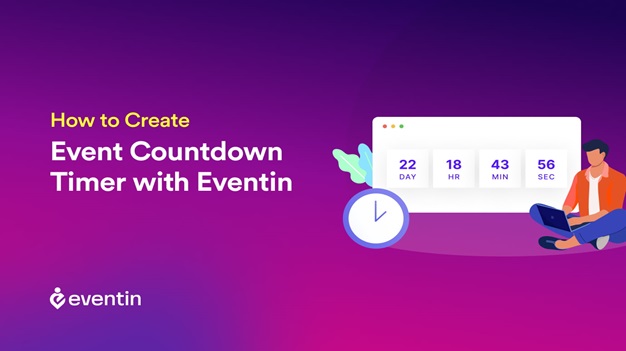 How to Create
Event Countdown
Timer with Eventin
22 18 43 56
DAY HR MIN SEC
eventin